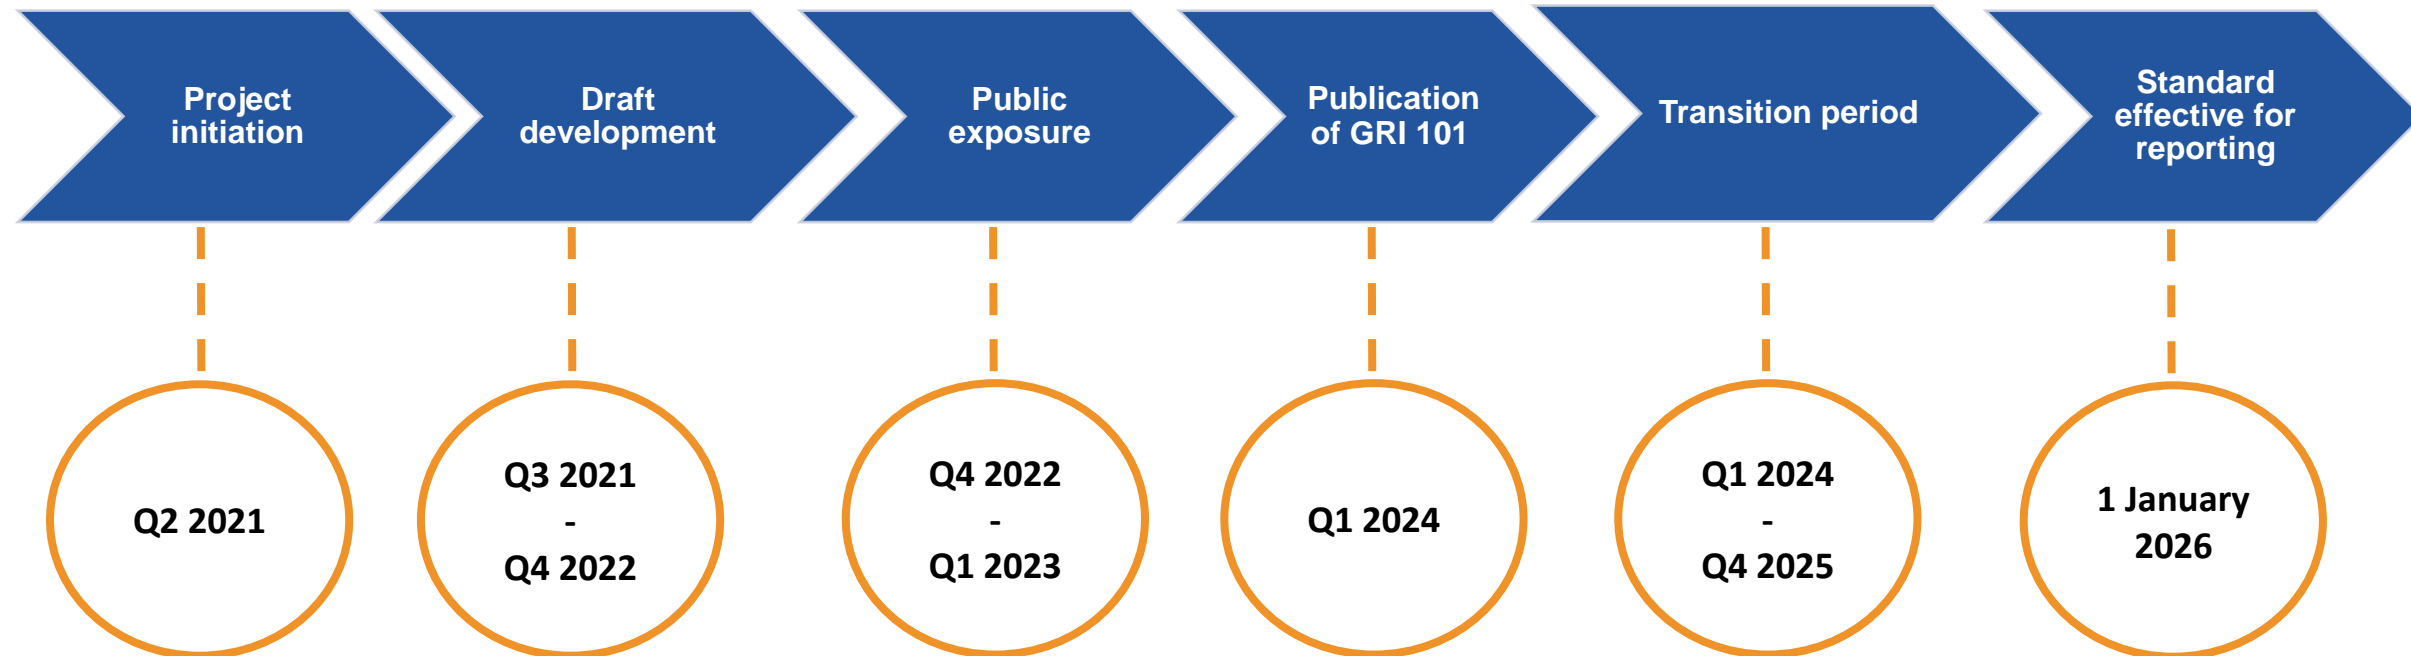 Project
initiation
Draft
development
Public
exposure
Publication
of GRI 101
Transition period
Standard
effective for
reporting
Q2 2021
Q3 2021
-
Q4 2022
Q4 2022
-
Q1 2023
Q1 2024
Q1 2024
-
Q4 2025
1 January
2026